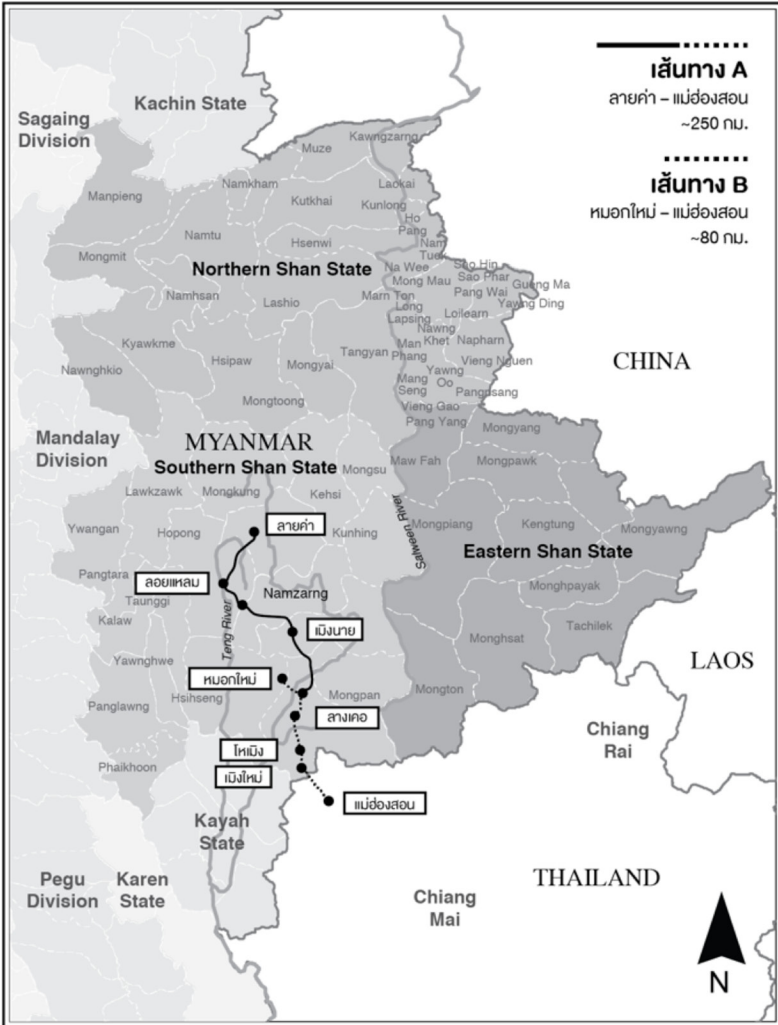 เส้นทาง A
ลายค่า – แม่ฮ่องสอน
~250 กม.
เส้นทาง B
หมอกใหม่ – แม่ฮ่องสอน
~80 กม.
Kachin State
Sagaing
Division
Kawngzarng
Muze
Namkham
Laokai
Manpieng
Kutkhai
Kunlong
Ho
Pang
Namtu
Hsenwi
Nam
Tuek
Mongmit
Northern Shan State
Na Wee
Sao Hin
Mong Mau
Sao Phar
Gueng Ma
Pang Wai
Namhsan
Lashio
Marn Ton
Long
Yawng Ding
Lapsing
Loilearn
Nawng
Khet
Napharn
Kyawkme
Man
Phang
Tangyan
Hsipaw
Mongyai
Vieng Nguen
Nawnghkio
Yawng
Oo
Mang
Seng
Pangpsang
CHINA
Mongtoong
Vieng Gao
Pang Yang
Mongyang
Mandalay
Division
MYANMAR
Southern Shan State
Mongsu
Maw Fah
Mongpawk
Lawkzawk
Mongkung
Kehsi
Salween River
Ywangan
Hopong
ลายค่า
Kunhing
Mongpiang
Kengtung
Mongyawng
Eastern Shan State
Pangtara
ลอยแหลม
Namzarng
Monghpayak
Taunggi
Kalaw
Teng River
เมิงนาย
Tachilek
Monghsat
Yawnghwe
LAOS
หมอกใหม่
Hsihseng
Mongpan
Mongton
Panglawng
ลางเคอ
Chiang
Rai
โหเมิง
Phaikhoon
เมิงใหม่
แม่ฮ่องสอน
Kayah
State
Pegu
Division
Karen
State
THAILAND
Chiang
Mai
N